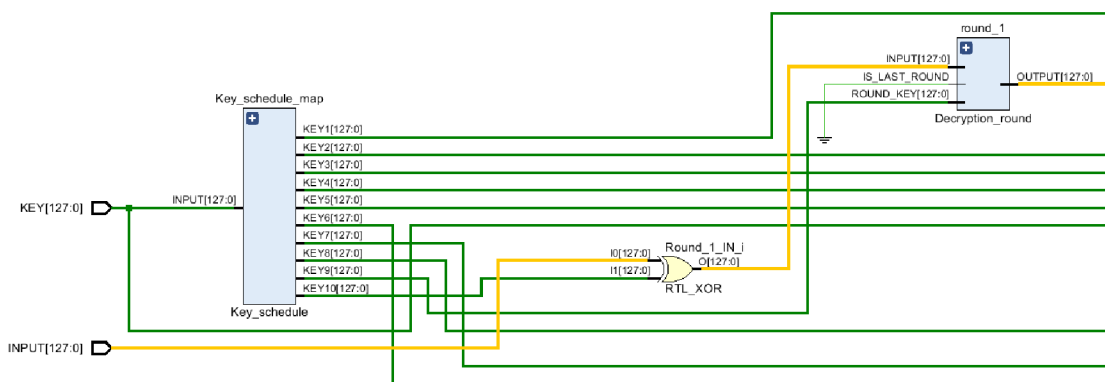 round_1
INPUT[127:0]
IS_LAST_ROUND
OUTPUT[127:0]
ROUND_KEY[127:0]
Decryption_round
Key_schedule_map
KEY1[127:0]
KEY2[127:0]
KEY3[127:0]
KEY4[127:0]
INPUT[127:0]
KEY5[127:0]
KEY[127:0]
KEY6[127:0]
KEY7[127:0]
KEY8[127:0]
KEY9[127:0]
KEY10[127:0]
Key_schedule
Round_1_IN_i
I0[127:0]
O[127:0]
I1[127:0]
RTL_XOR
INPUT[127:0]